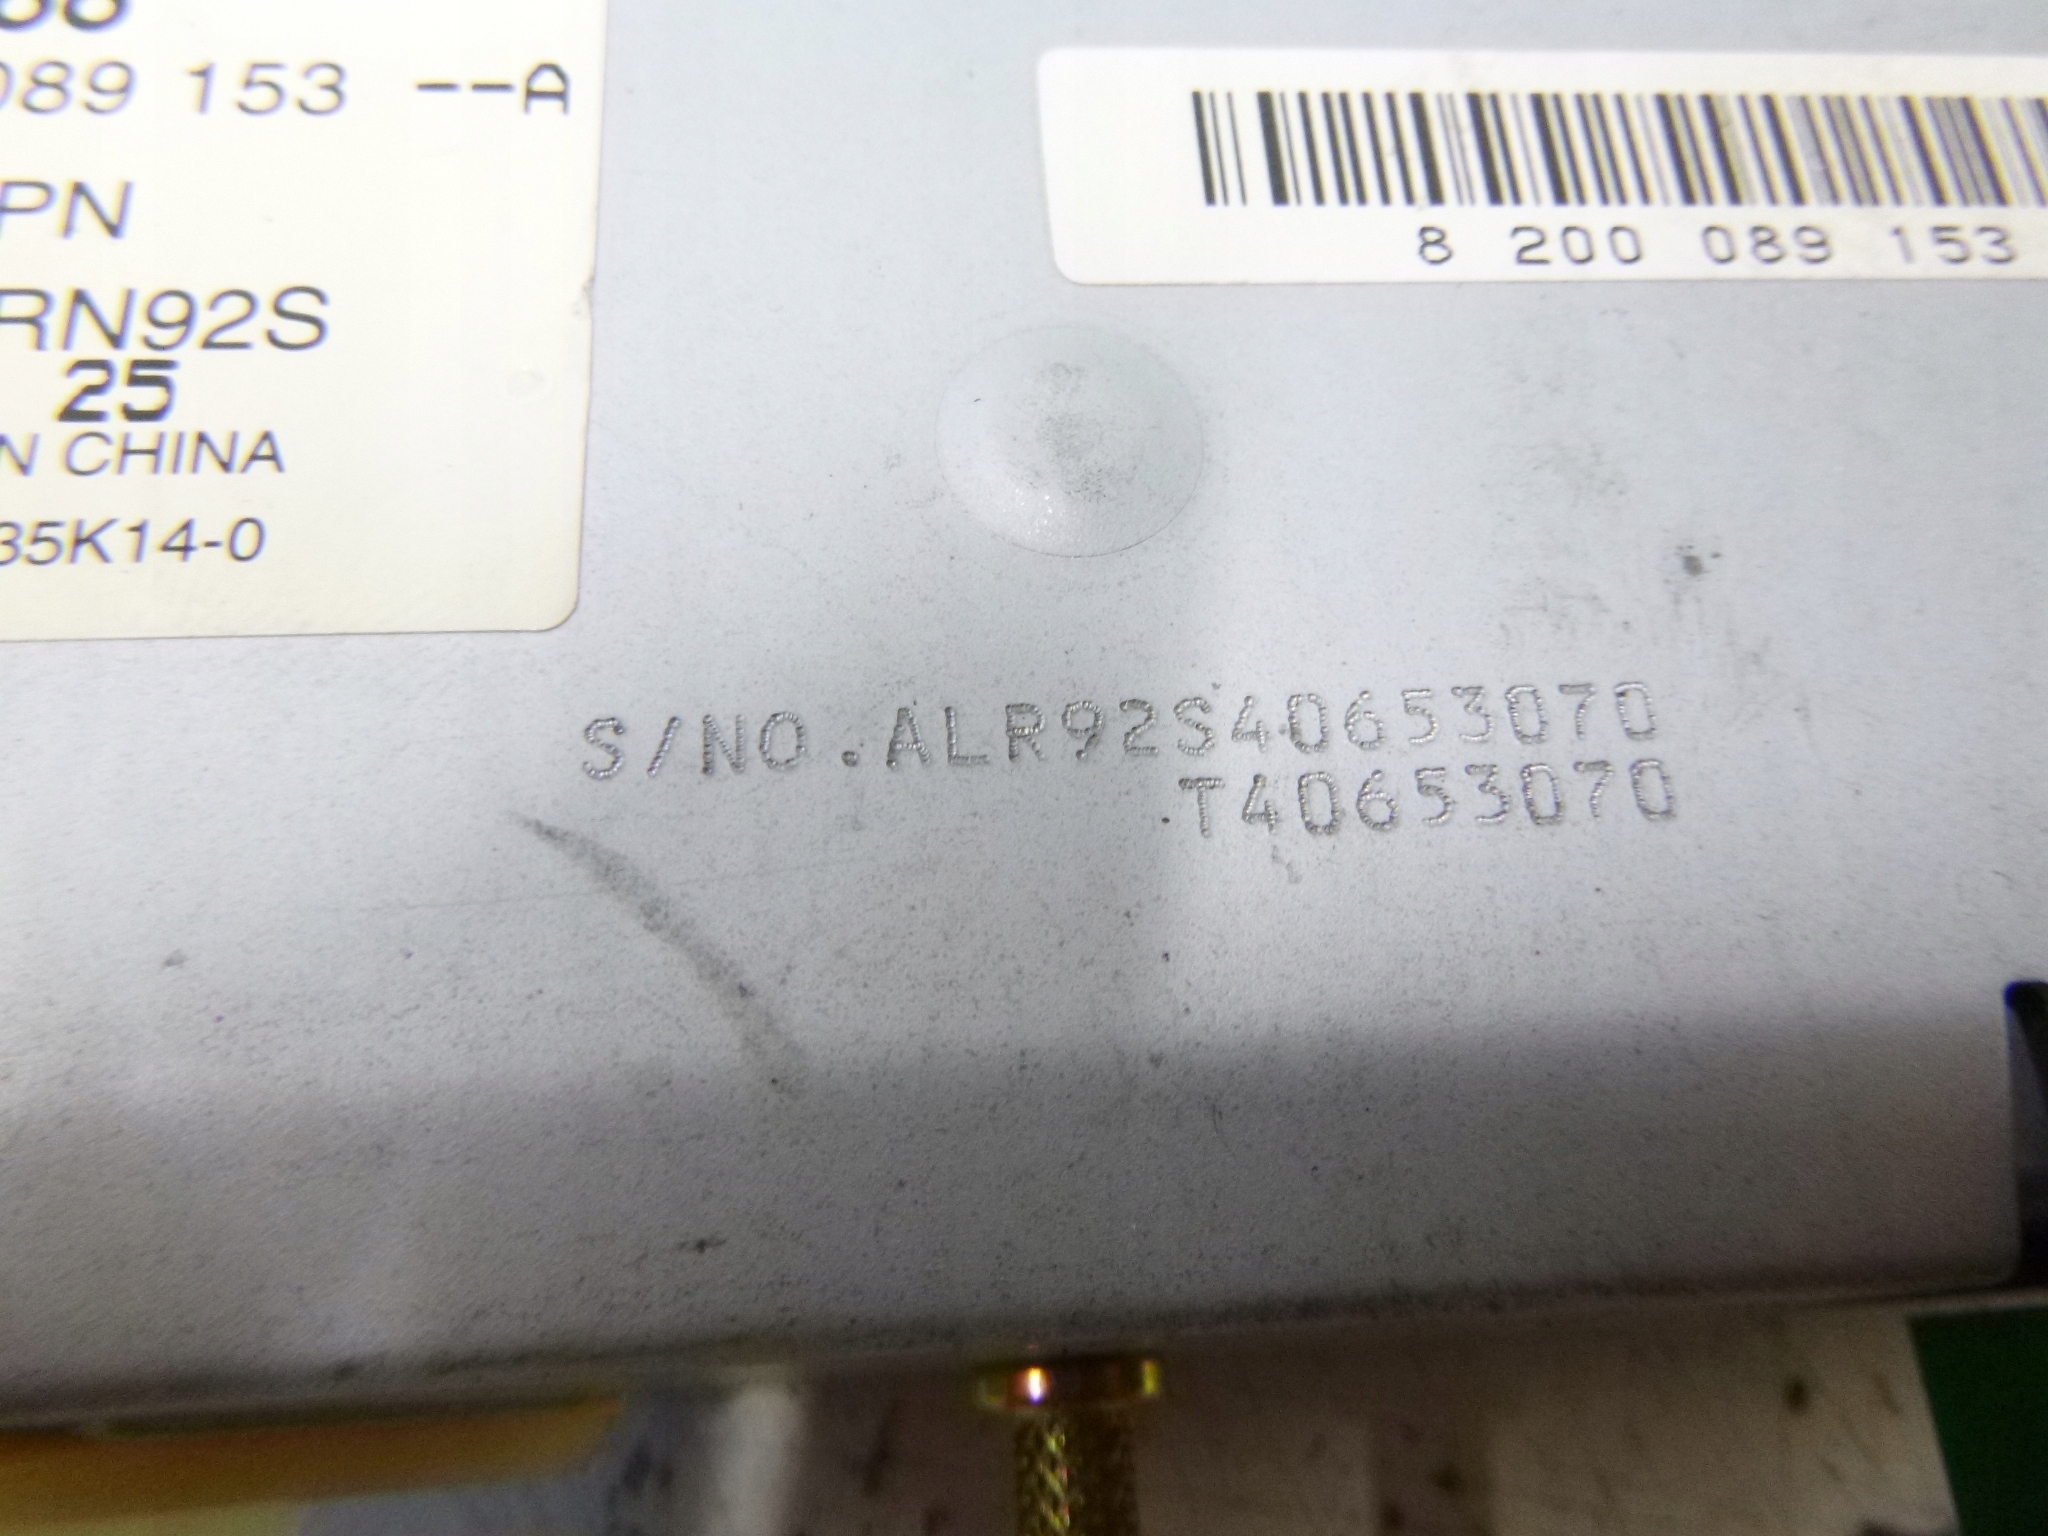 089 153 --A
PN
RN92S
25
N CHINA
35K14-0
8 200 089 153
S/NO.ALR92S40653070
T40653070